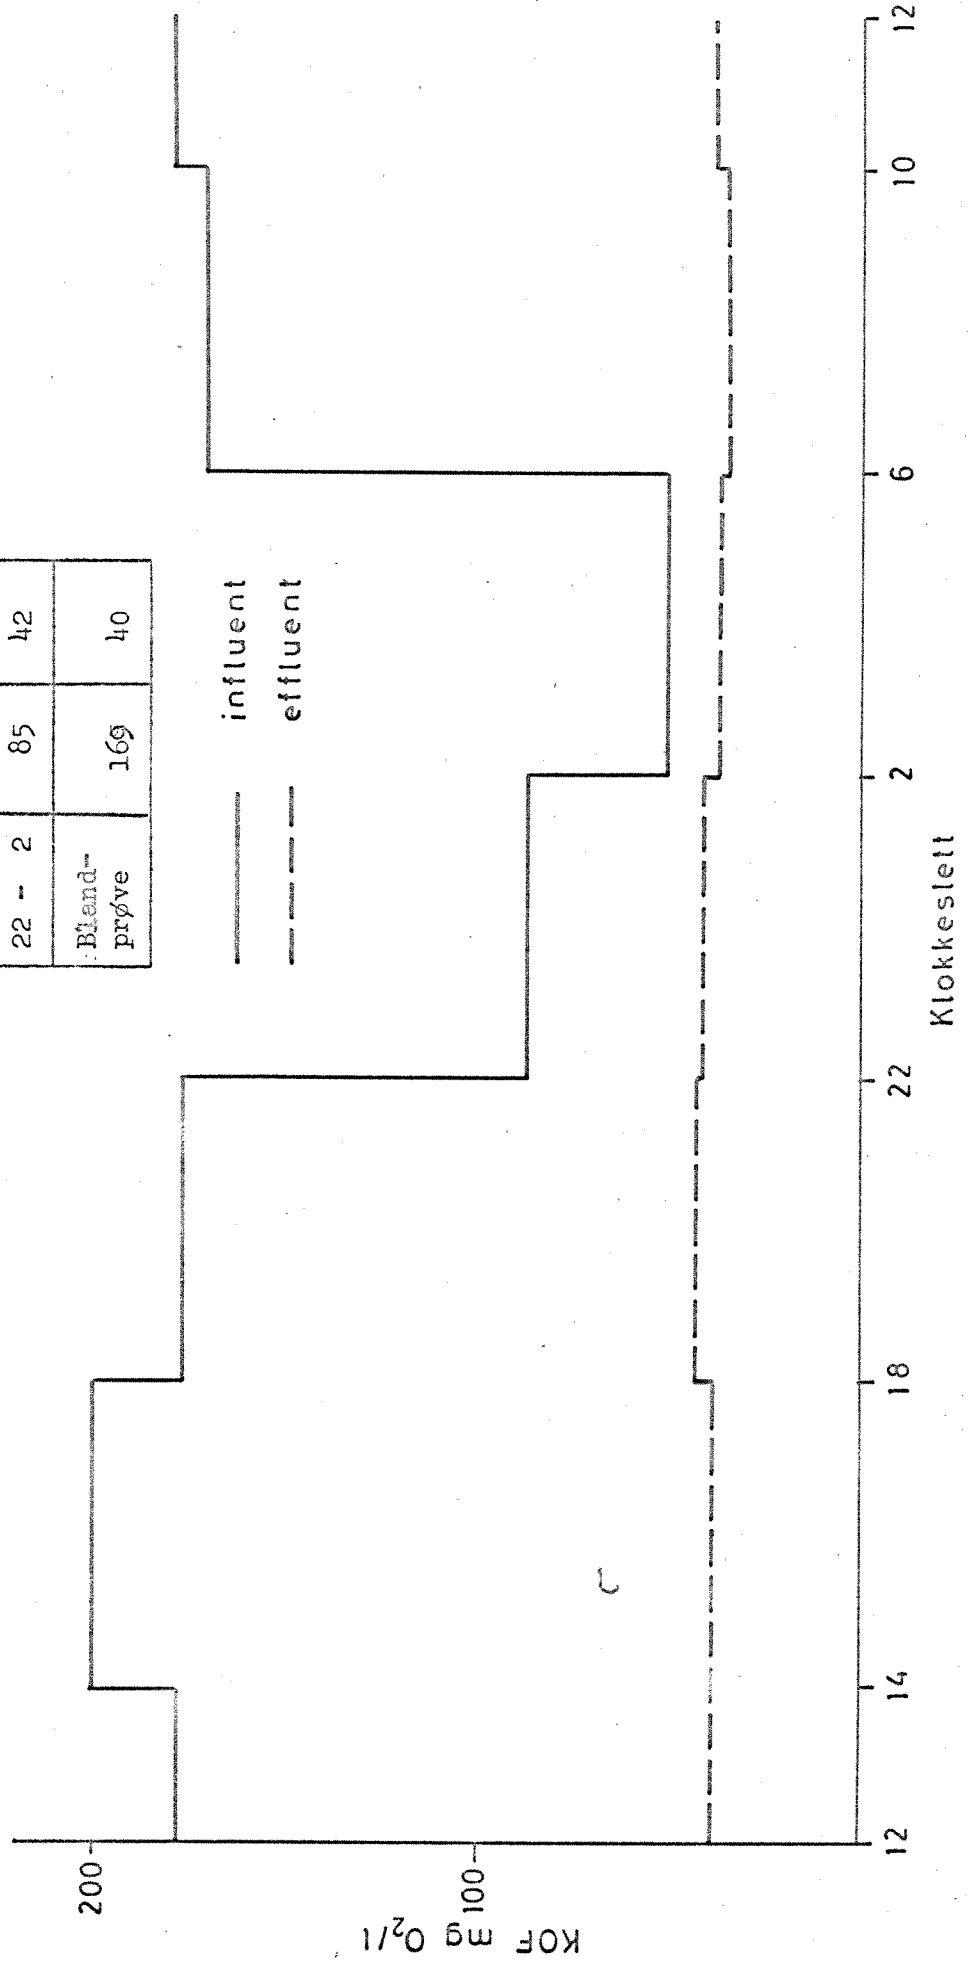 22 - 2 85 42
Bland-
prøve 169 40
influent
effluent
KOF mg O₂/l
200
100
12 14 18 22 2 6 10 12
Klokkeslett